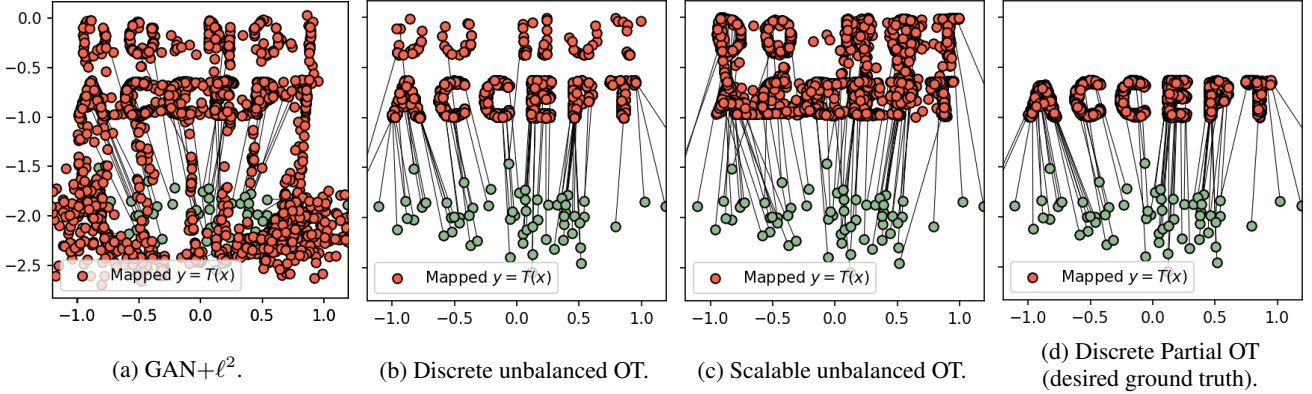 0.0
−0.5
−1.0
−1.5
−2.0
−2.5
ACCEPT
ACCEPT
ACCEPT
Mapped y = T(x)
Mapped y = T(x)
Mapped y = T(x)
Mapped y = T(x)
−1.0 −0.5 0.0 0.5 1.0
−1.0 −0.5 0.0 0.5 1.0
−1.0 −0.5 0.0 0.5 1.0
−1.0 −0.5 0.0 0.5 1.0
(a) GAN+ℓ².
(b) Discrete unbalanced OT.
(c) Scalable unbalanced OT.
(d) Discrete Partial OT
(desired ground truth).